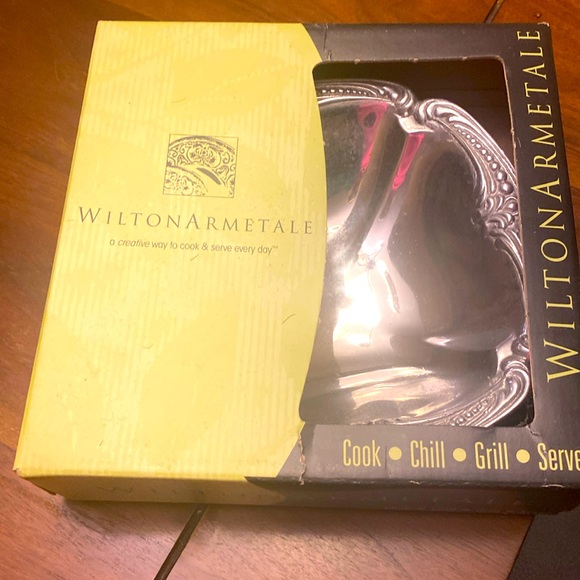 WILTONARMETALE
a creative way to cook & serve every day™
WILTONARMETALE
Cook • Chill • Grill • Serve